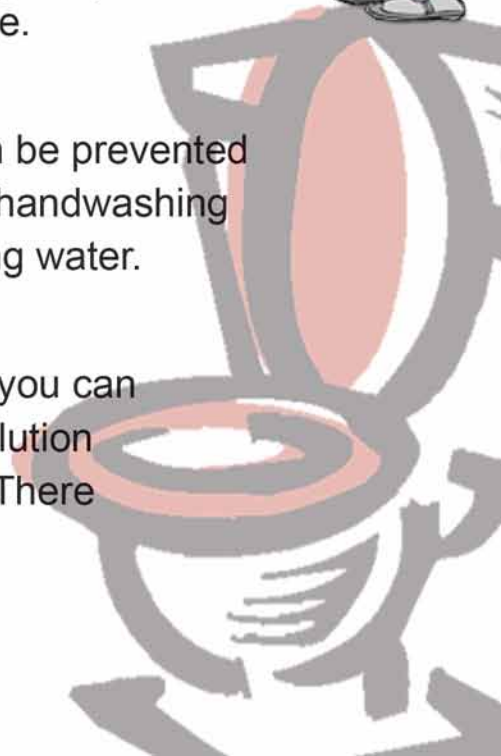 e.
be prevented
handwashing
g water.
you can
lution
There